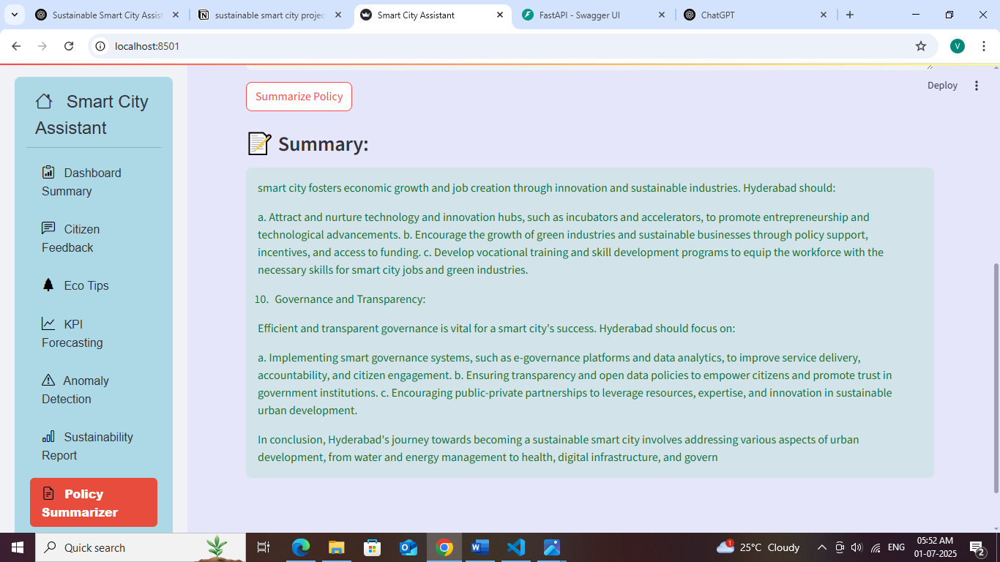 Sustainable Smart City Assist
sustainable smart city projec
Smart City Assistant
FastAPI - Swagger UI
ChatGPT
localhost:8501
V
Deploy
Smart City
Assistant
Dashboard
Summary
Citizen
Feedback
Eco Tips
KPI
Forecasting
Anomaly
Detection
Sustainability
Report
Policy
Summarizer
Summarize Policy
Summary:
smart city fosters economic growth and job creation through innovation and sustainable industries. Hyderabad should:
a. Attract and nurture technology and innovation hubs, such as incubators and accelerators, to promote entrepreneurship and
technological advancements. b. Encourage the growth of green industries and sustainable businesses through policy support,
incentives, and access to funding. c. Develop vocational training and skill development programs to equip the workforce with the
necessary skills for smart city jobs and green industries.
10. Governance and Transparency:
Efficient and transparent governance is vital for a smart city's success. Hyderabad should focus on:
a. Implementing smart governance systems, such as e-governance platforms and data analytics, to improve service delivery,
accountability, and citizen engagement. b. Ensuring transparency and open data policies to empower citizens and promote trust in
government institutions. c. Encouraging public-private partnerships to leverage resources, expertise, and innovation in sustainable
urban development.
In conclusion, Hyderabad's journey towards becoming a sustainable smart city involves addressing various aspects of urban
development, from water and energy management to health, digital infrastructure, and govern
Quick search
1
25°C Cloudy
ENG
05:52 AM
01-07-2025
2